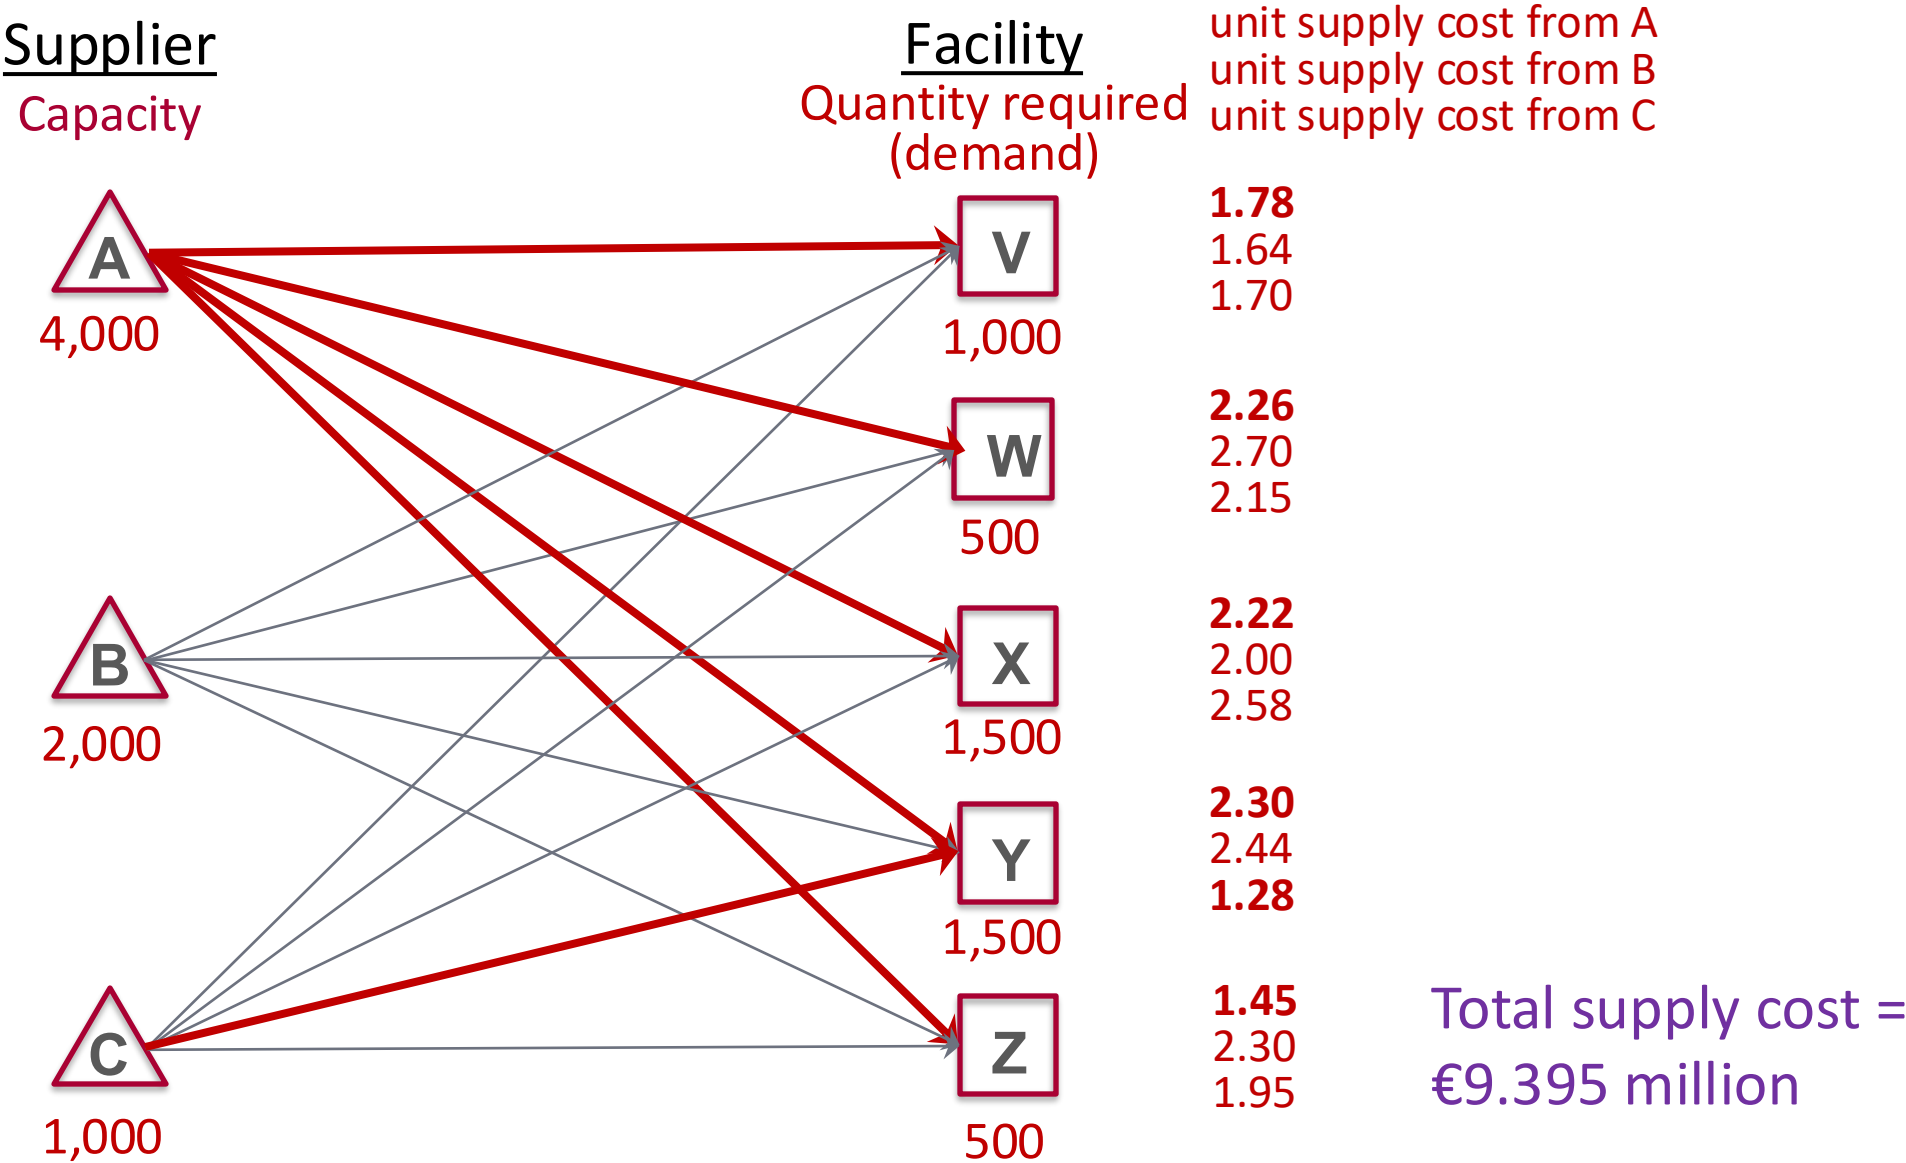 Supplier
Capacity
Facility
Quantity required
(demand)
unit supply cost from A
unit supply cost from B
unit supply cost from C
A
4,000
V
1,000
1.78
1.64
1.70
W
500
2.26
2.70
2.15
B
2,000
X
1,500
2.22
2.00
2.58
Y
1,500
2.30
2.44
1.28
C
1,000
Z
500
1.45
2.30
1.95
Total supply cost =
€9.395 million